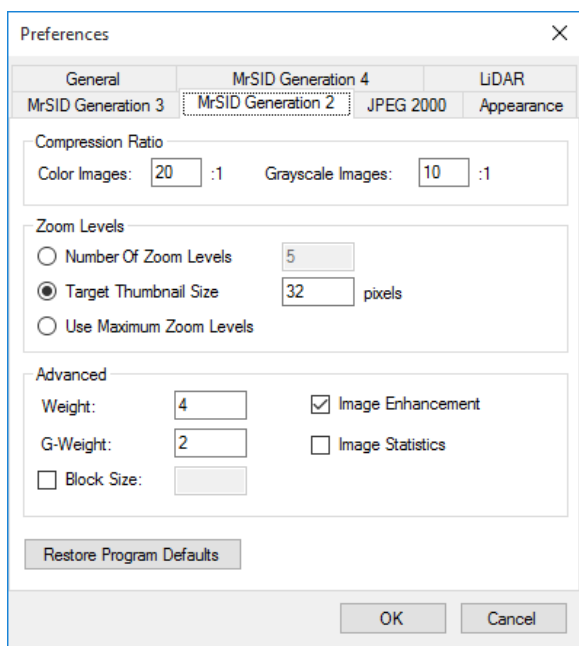 Preferences
General MrSID Generation 4 LiDAR
MrSID Generation 3 MrSID Generation 2 JPEG 2000 Appearance
Compression Ratio
Color Images: 20 :1 Grayscale Images: 10 :1
Zoom Levels
Number Of Zoom Levels 5
Target Thumbnail Size 32 pixels
Use Maximum Zoom Levels
Advanced
Weight: 4 Image Enhancement
G-Weight: 2 Image Statistics
Block Size:
Restore Program Defaults
OK Cancel